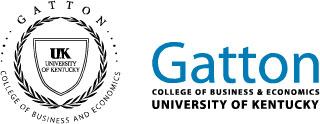 GATTON
UK
UNIVERSITY
OF KENTUCKY
COLLEGE OF BUSINESS AND ECONOMICS
Gatton
COLLEGE OF BUSINESS & ECONOMICS
UNIVERSITY OF KENTUCKY